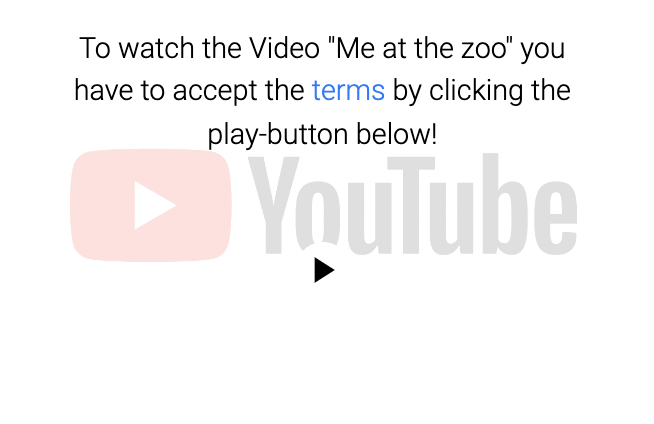 To watch the Video "Me at the zoo" you
have to accept the terms by clicking the
play-button below!
YouTube